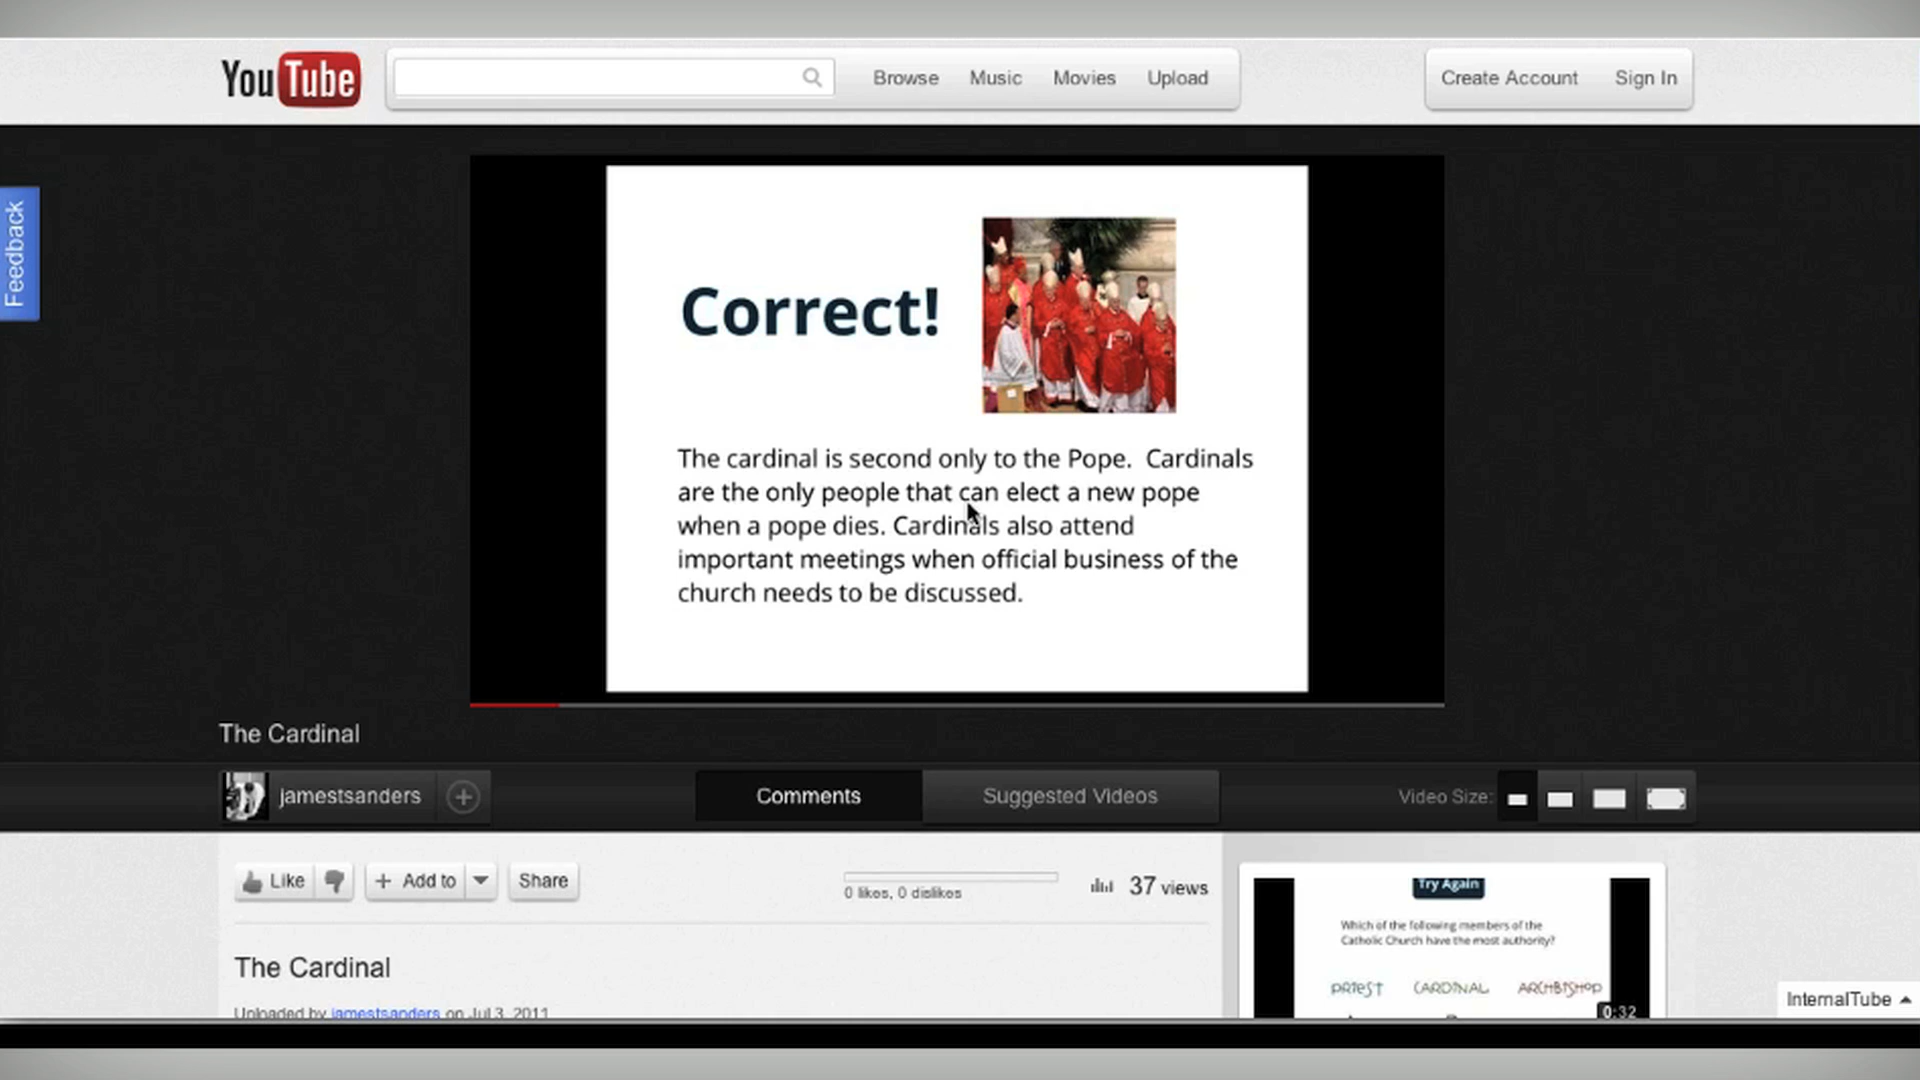 YouTube
Browse Music Movies Upload
Create Account Sign In
Feedback
Correct!
The cardinal is second only to the Pope. Cardinals
are the only people that can elect a new pope
when a pope dies. Cardinals also attend
important meetings when official business of the
church needs to be discussed.
The Cardinal
jamestsanders
Comments
Suggested Videos
Video Size:
Like
Add to
Share
0 likes, 0 dislikes
37 views
The Cardinal
Uploaded by jamestsanders on Jul 3, 2011
Try Again
Which of the following members of the
Catholic Church have the most authority?
PRIEST CARDINAL ARCHBISHOP
0:32
InternalTube